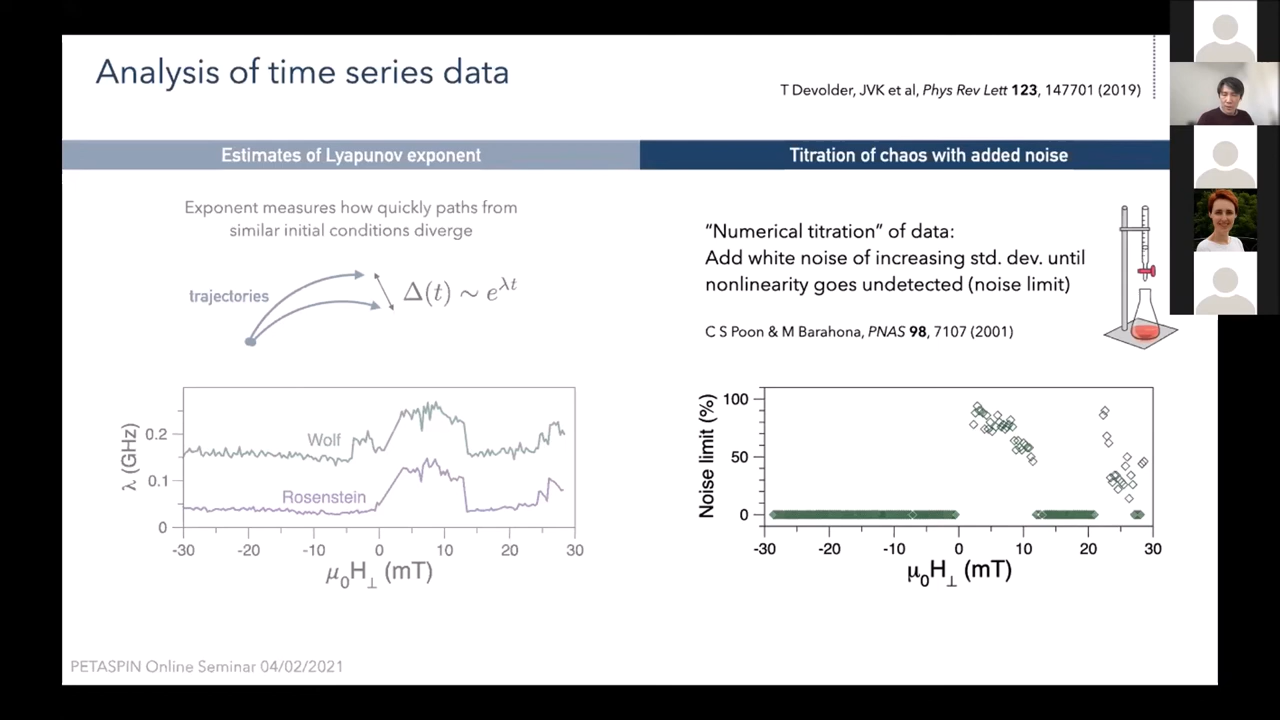 Analysis of time series data
T Devolder, JVK et al, Phys Rev Lett 123, 147701 (2019)
Estimates of Lyapunov exponent
Exponent measures how quickly paths from
similar initial conditions diverge
trajectories
Δ(t) ∼ e^{λt}
λ (GHz)
0.2
0.1
0
Wolf
Rosenstein
-30 -20 -10 0 10 20 30
μ₀H⊥ (mT)
Titration of chaos with added noise
“Numerical titration” of data:
Add white noise of increasing std. dev. until
nonlinearity goes undetected (noise limit)
C S Poon & M Barahona, PNAS 98, 7107 (2001)
Noise limit (%)
100
50
0
-30 -20 -10 0 10 20 30
μ₀H⊥ (mT)
PETASPIN Online Seminar 04/02/2021